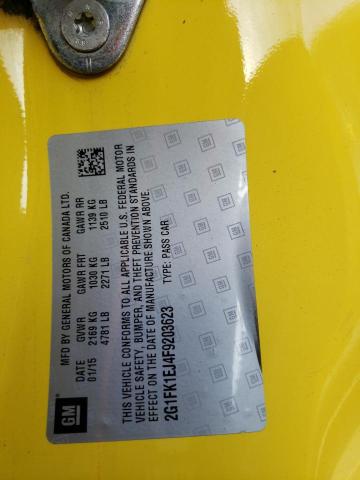 GM
MFD BY GENERAL MOTORS OF CANADA LTD.
DATE GVWR GAWR FRT GAWR RR
01/15 2169 KG 1030 KG 1139 KG
4781 LB 2271 LB 2510 LB
THIS VEHICLE CONFORMS TO ALL APPLICABLE U.S. FEDERAL MOTOR
VEHICLE SAFETY, BUMPER, AND THEFT PREVENTION STANDARDS IN
EFFECT ON THE DATE OF MANUFACTURE SHOWN ABOVE.
2G1FK1EJ4F9203623 TYPE: PASS CAR